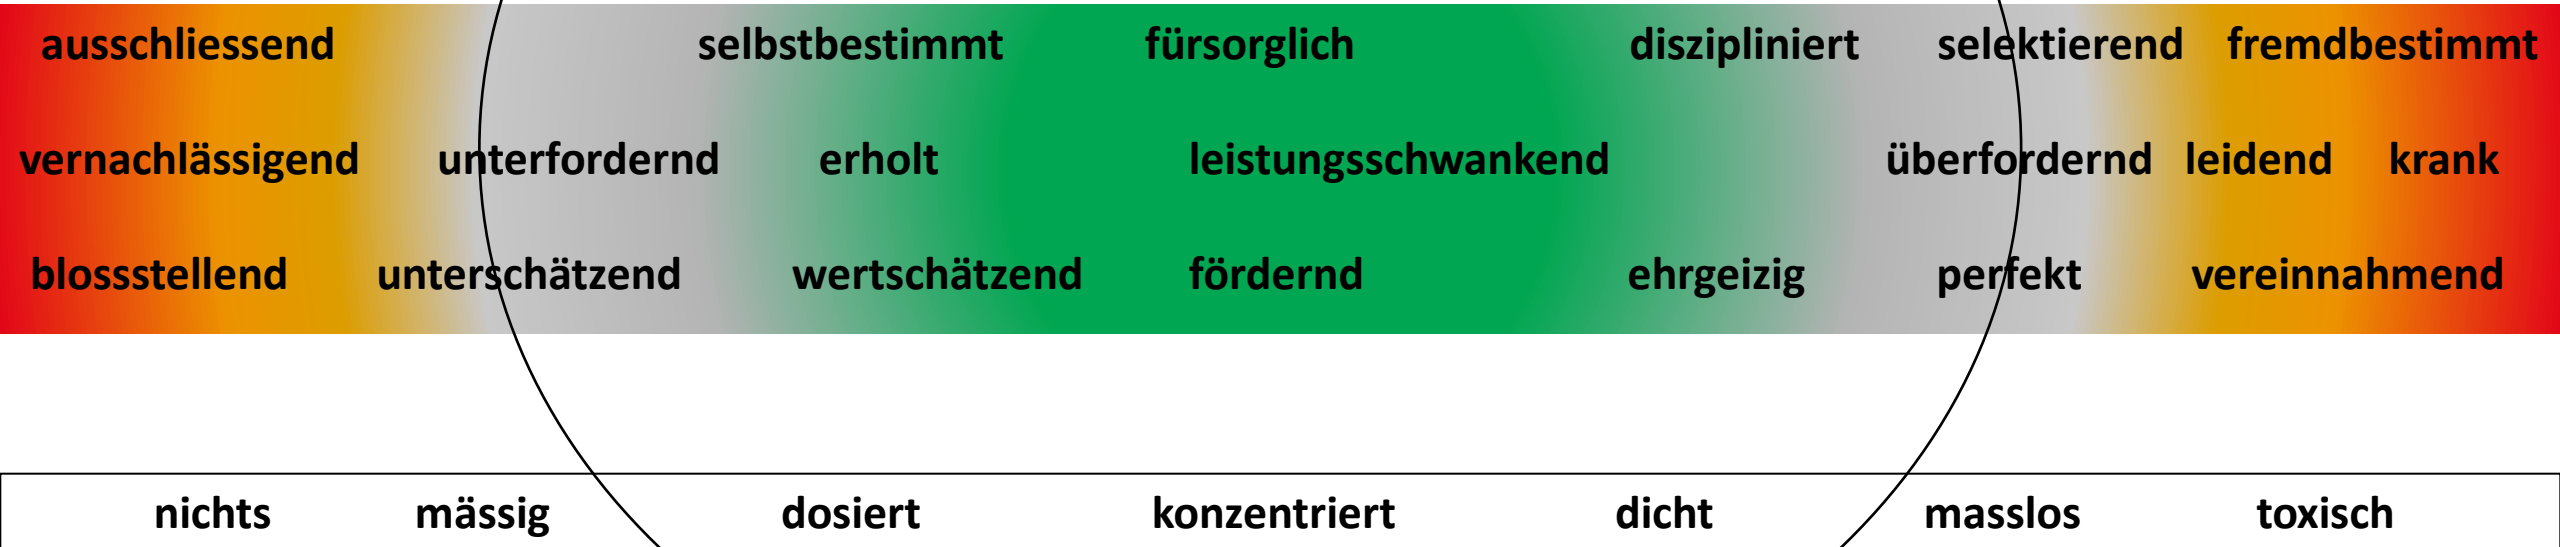 ausschliessend selbstbestimmt fürsorglich diszipliniert selektierend fremdbestimmt
vernachlässigend unterfordernd erholt leistungsschwankend überfordernd leidend krank
blossstellend unterschätzend wertschätzend fördernd ehrgeizig perfekt vereinnahmend
nichts mässig dosiert konzentriert dicht masslos toxisch